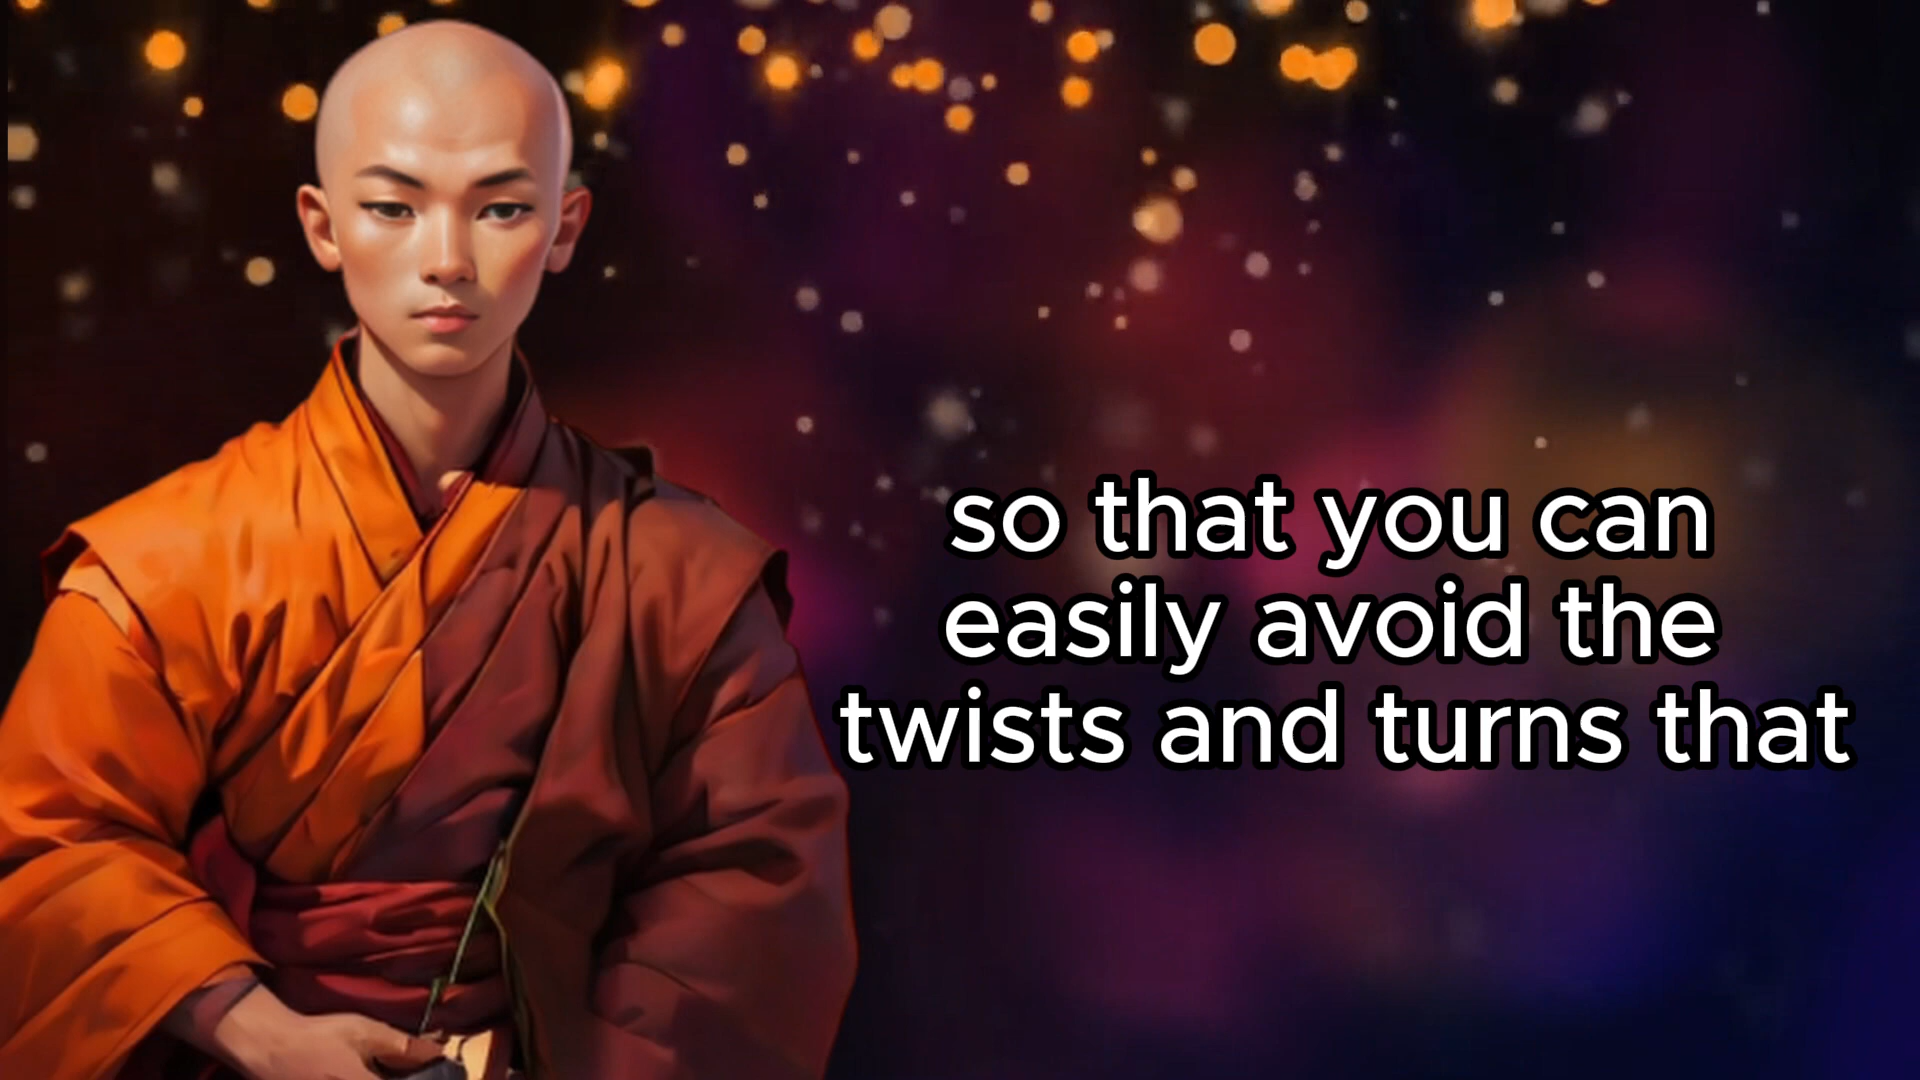 so that you can
easily avoid the
twists and turns that